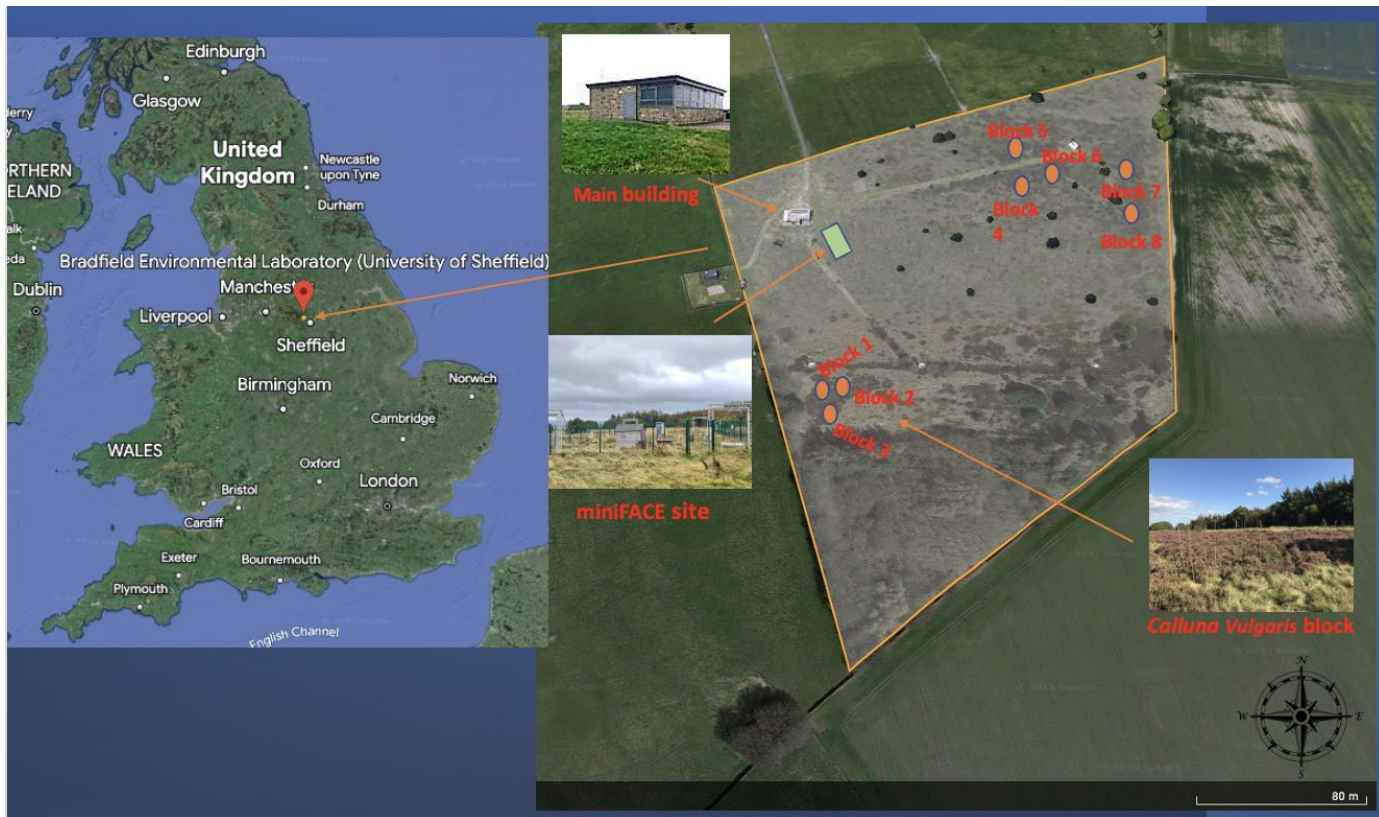 Edinburgh
Glasgow
United
Kingdom
Newcastle
upon Tyne
Durham
RTHERN
ELAND
Dublin
Bradfield Environmental Laboratory (University of Sheffield)
Manchest
Liverpool
Sheffield
Birmingham
Norwich
Cambridge
WALES
Oxford
London
Bristol
Cardiff
Exeter
Bournemouth
Plymouth
English Channel
Main building
miniFACE site
Block 5
Block 6
Block 7
Block
4
Block 8
Block 1
Block 2
Block 3
Calluna Vulgaris block
N
W
E
S
80 m